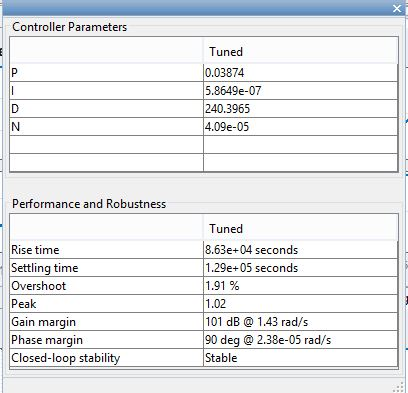 Controller Parameters
Tuned
P 0.03874
I 5.8649e-07
D 240.3965
N 4.09e-05
Performance and Robustness
Tuned
Rise time 8.63e+04 seconds
Settling time 1.29e+05 seconds
Overshoot 1.91 %
Peak 1.02
Gain margin 101 dB @ 1.43 rad/s
Phase margin 90 deg @ 2.38e-05 rad/s
Closed-loop stability Stable